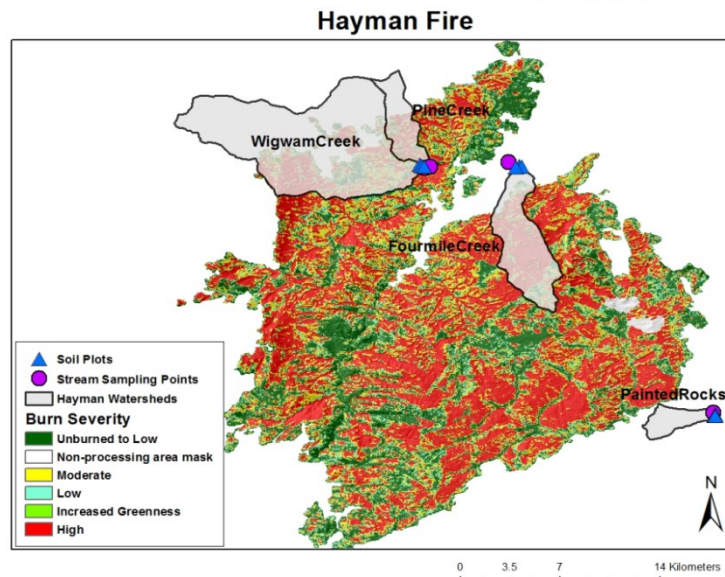 Hayman Fire
PineCreek
WigwamCreek
FourmileCreek
PaintedRocks
Soil Plots
Stream Sampling Points
Hayman Watersheds
Burn Severity
Unburned to Low
Non-processing area mask
Moderate
Low
Increased Greenness
High
N
0 3.5 7 14 Kilometers